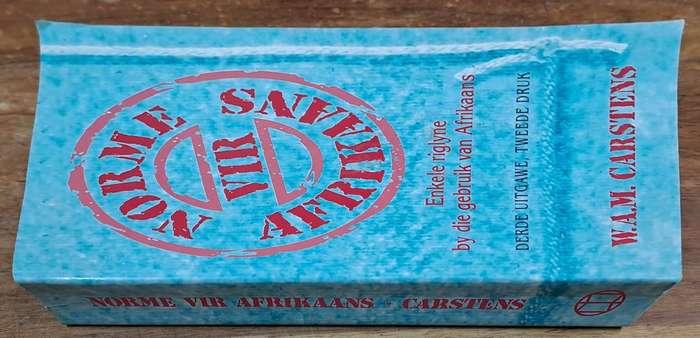 NORME
VIR
AFRIKAANS
Enkele riglyne
by die gebruik van Afrikaans
DERDE UITGAWE, TWEEDE DRUK
W.A.M. CARSTENS
NORME VIR AFRIKAANS - CARSTENS